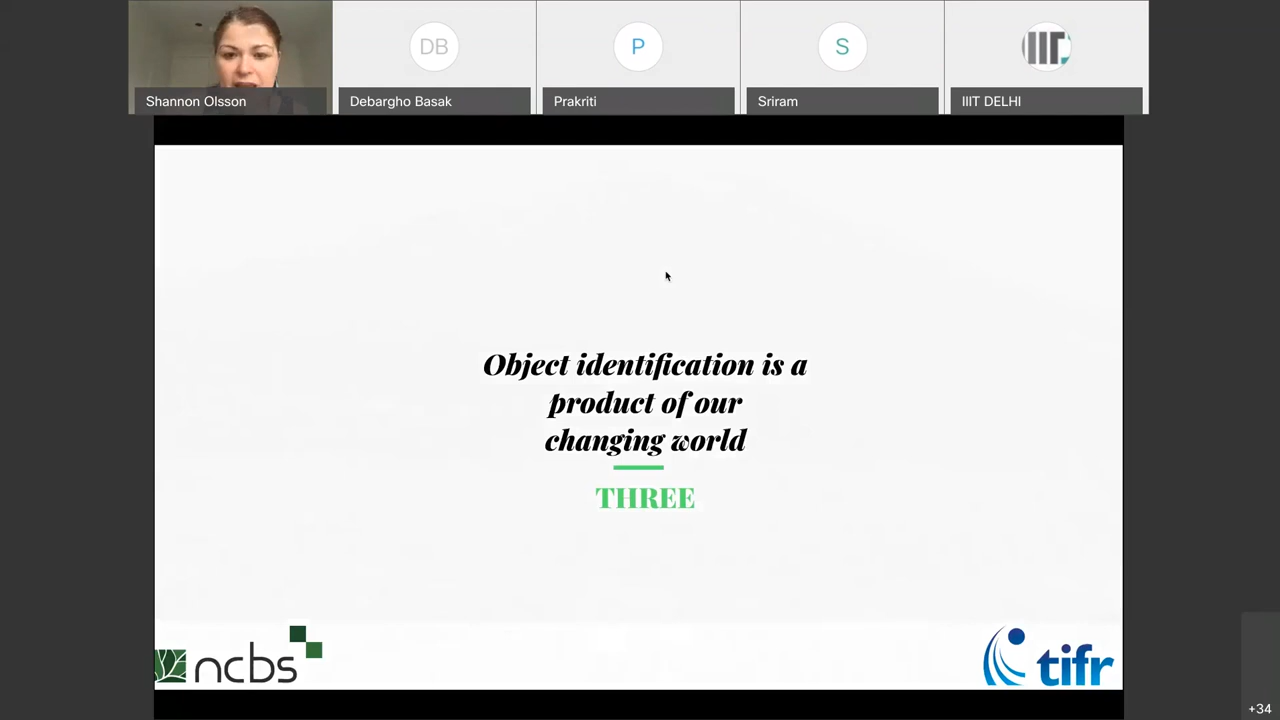 DB
P
S
Shannon Olsson
Debargho Basak
Prakriti
Sriram
IIIT DELHI
Object identification is a
product of our
changing world
THREE
ncbs
tifr
+34